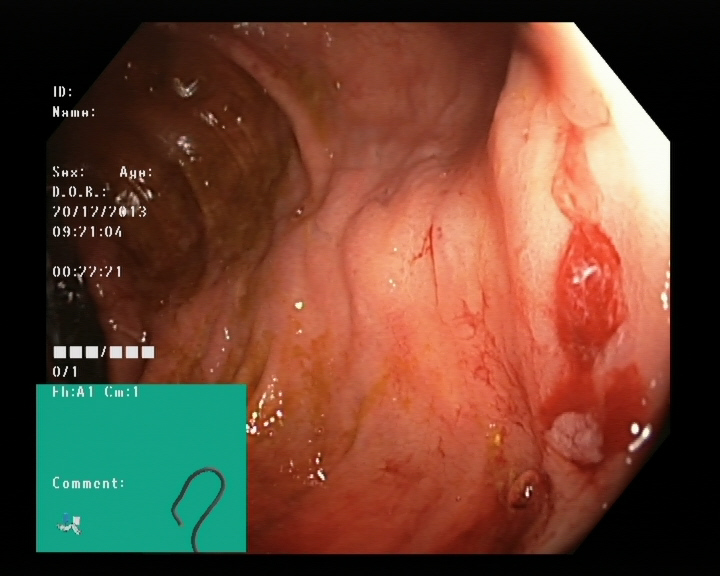 ID:
Name:
Sex: Age:
D.O.B.:
20/12/2013
09:21:04
00:22:21
■■■/■■■
0/1
Eh:A1 Cm:1
Comment: